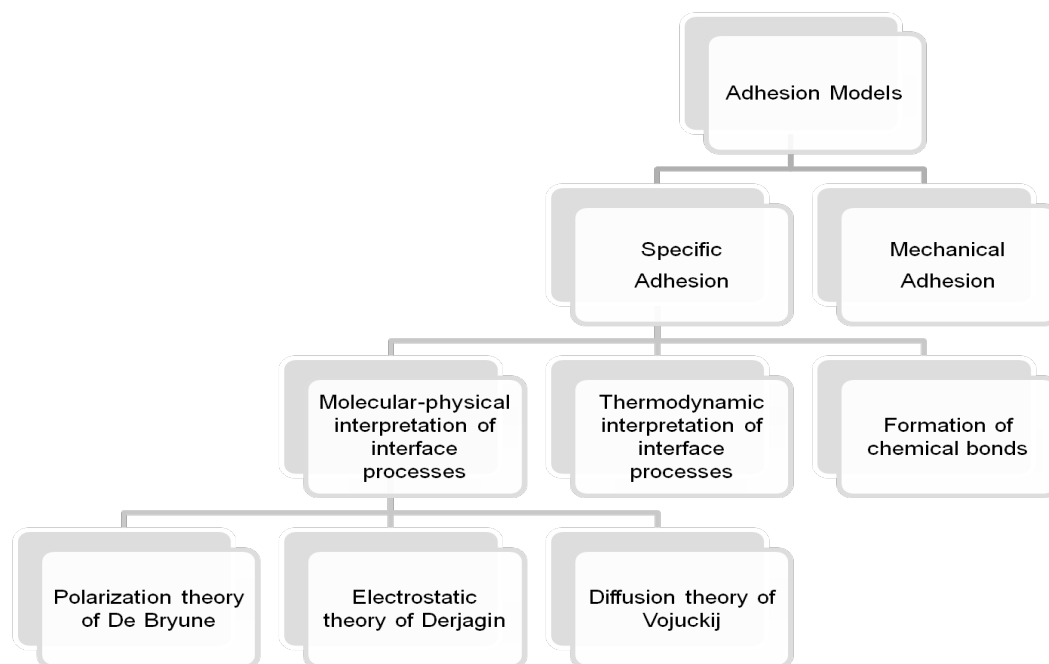 Adhesion Models
Specific
Adhesion
Mechanical
Adhesion
Molecular-physical
interpretation of
interface
processes
Thermodynamic
interpretation of
interface
processes
Formation of
chemical bonds
Polarization theory
of De Bryune
Electrostatic
theory of Derjagin
Diffusion theory of
Vojuckij